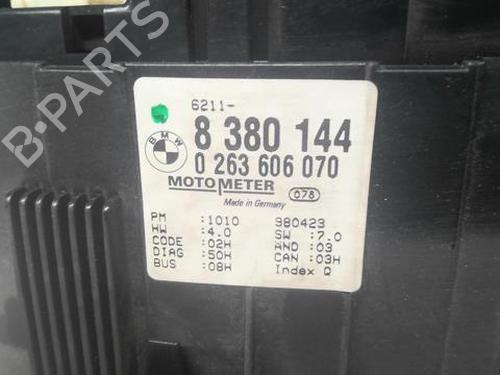 B-PARTS
6211-
BMW
8 380 144
0 263 606 070
MOTOMETER 078
Made in Germany
PM :1010 980423
HW :4.0 SW :7.0
CODE :02H AND :03
DIAG :50H CAN :03H
BUS :08H Index Q